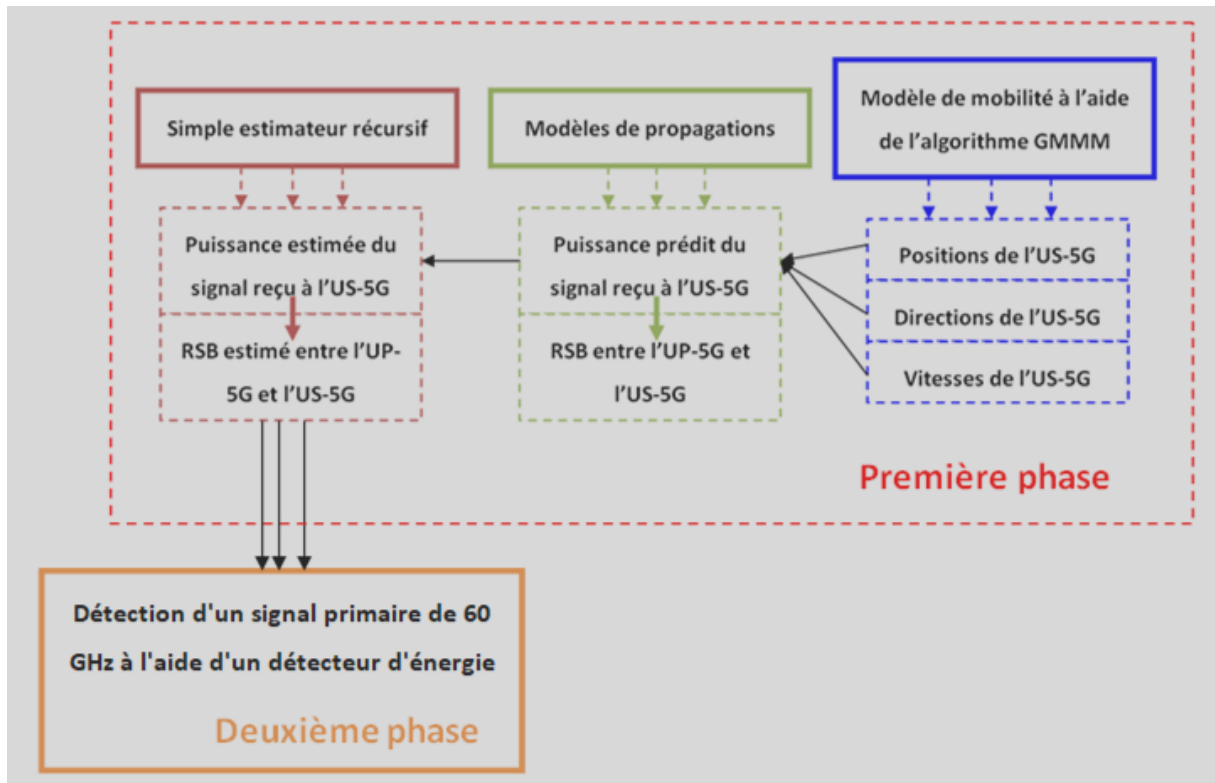 Simple estimateur récursif
Modèles de propagations
Modèle de mobilité à l'aide
de l'algorithme GMMM
Puissance estimée du
signal reçu à l'US-5G
RSB estimé entre l'UP-
5G et l'US-5G
Puissance prédit du
signal reçu à l'US-5G
RSB entre l'UP-5G et
l'US-5G
Positions de l'US-5G
Directions de l'US-5G
Vitesses de l'US-5G
Première phase
Détection d'un signal primaire de 60
GHz à l'aide d'un détecteur d'énergie
Deuxième phase